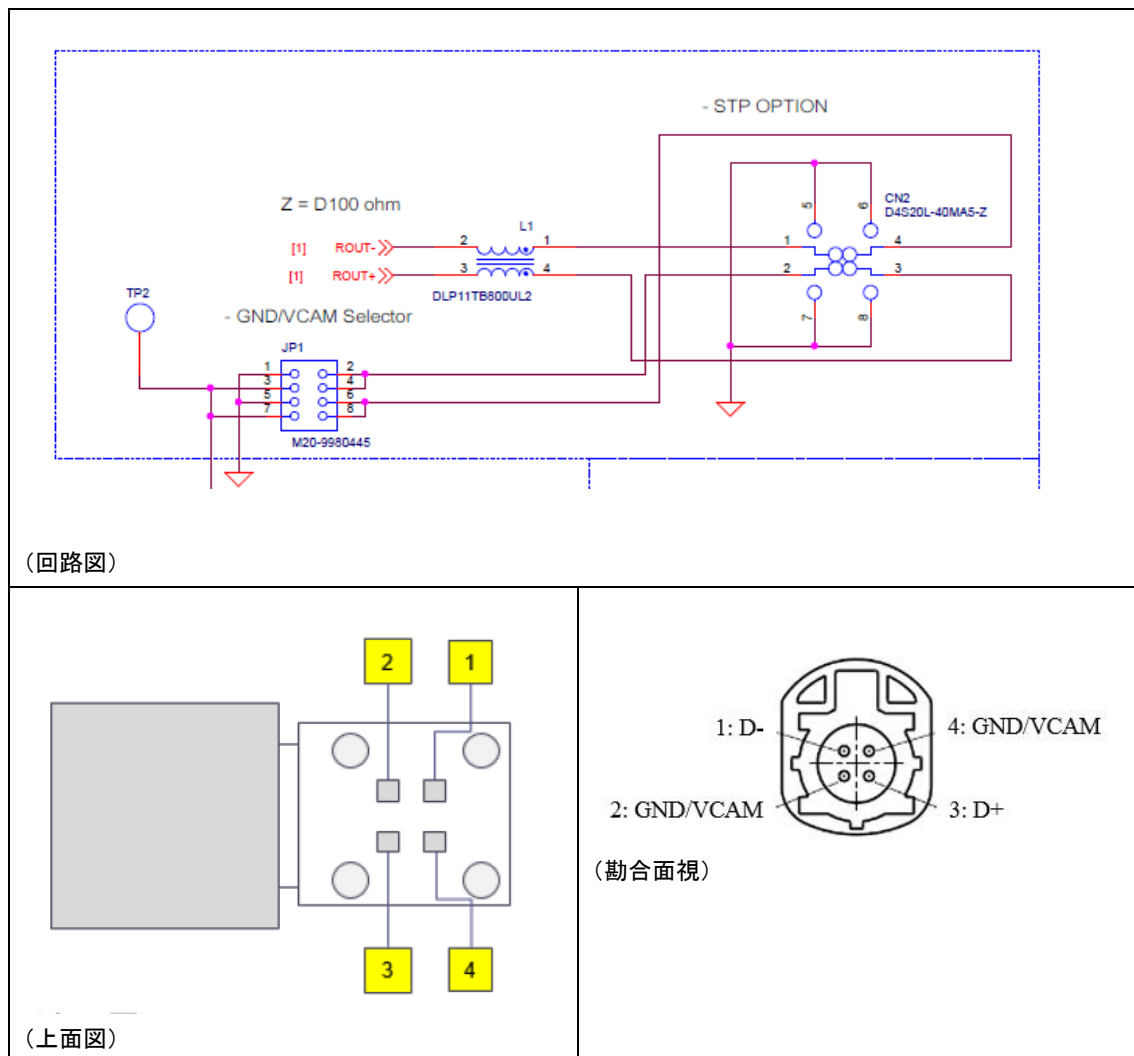 - STP OPTION
Z = D100 ohm
L1
CN2
D4S20L-40MA5-Z
5
6
[1] ROUT-
2
1
1
4
[1] ROUT+
3
4
2
3
DLP11TB800UL2
7
8
TP2
- GND/VCAM Selector
JP1
1
2
3
4
5
6
7
8
M20-9980445
(回路図)
2
1
3
4
(上面図)
1: D-
4: GND/VCAM
2: GND/VCAM
3: D+
(勘合面視)